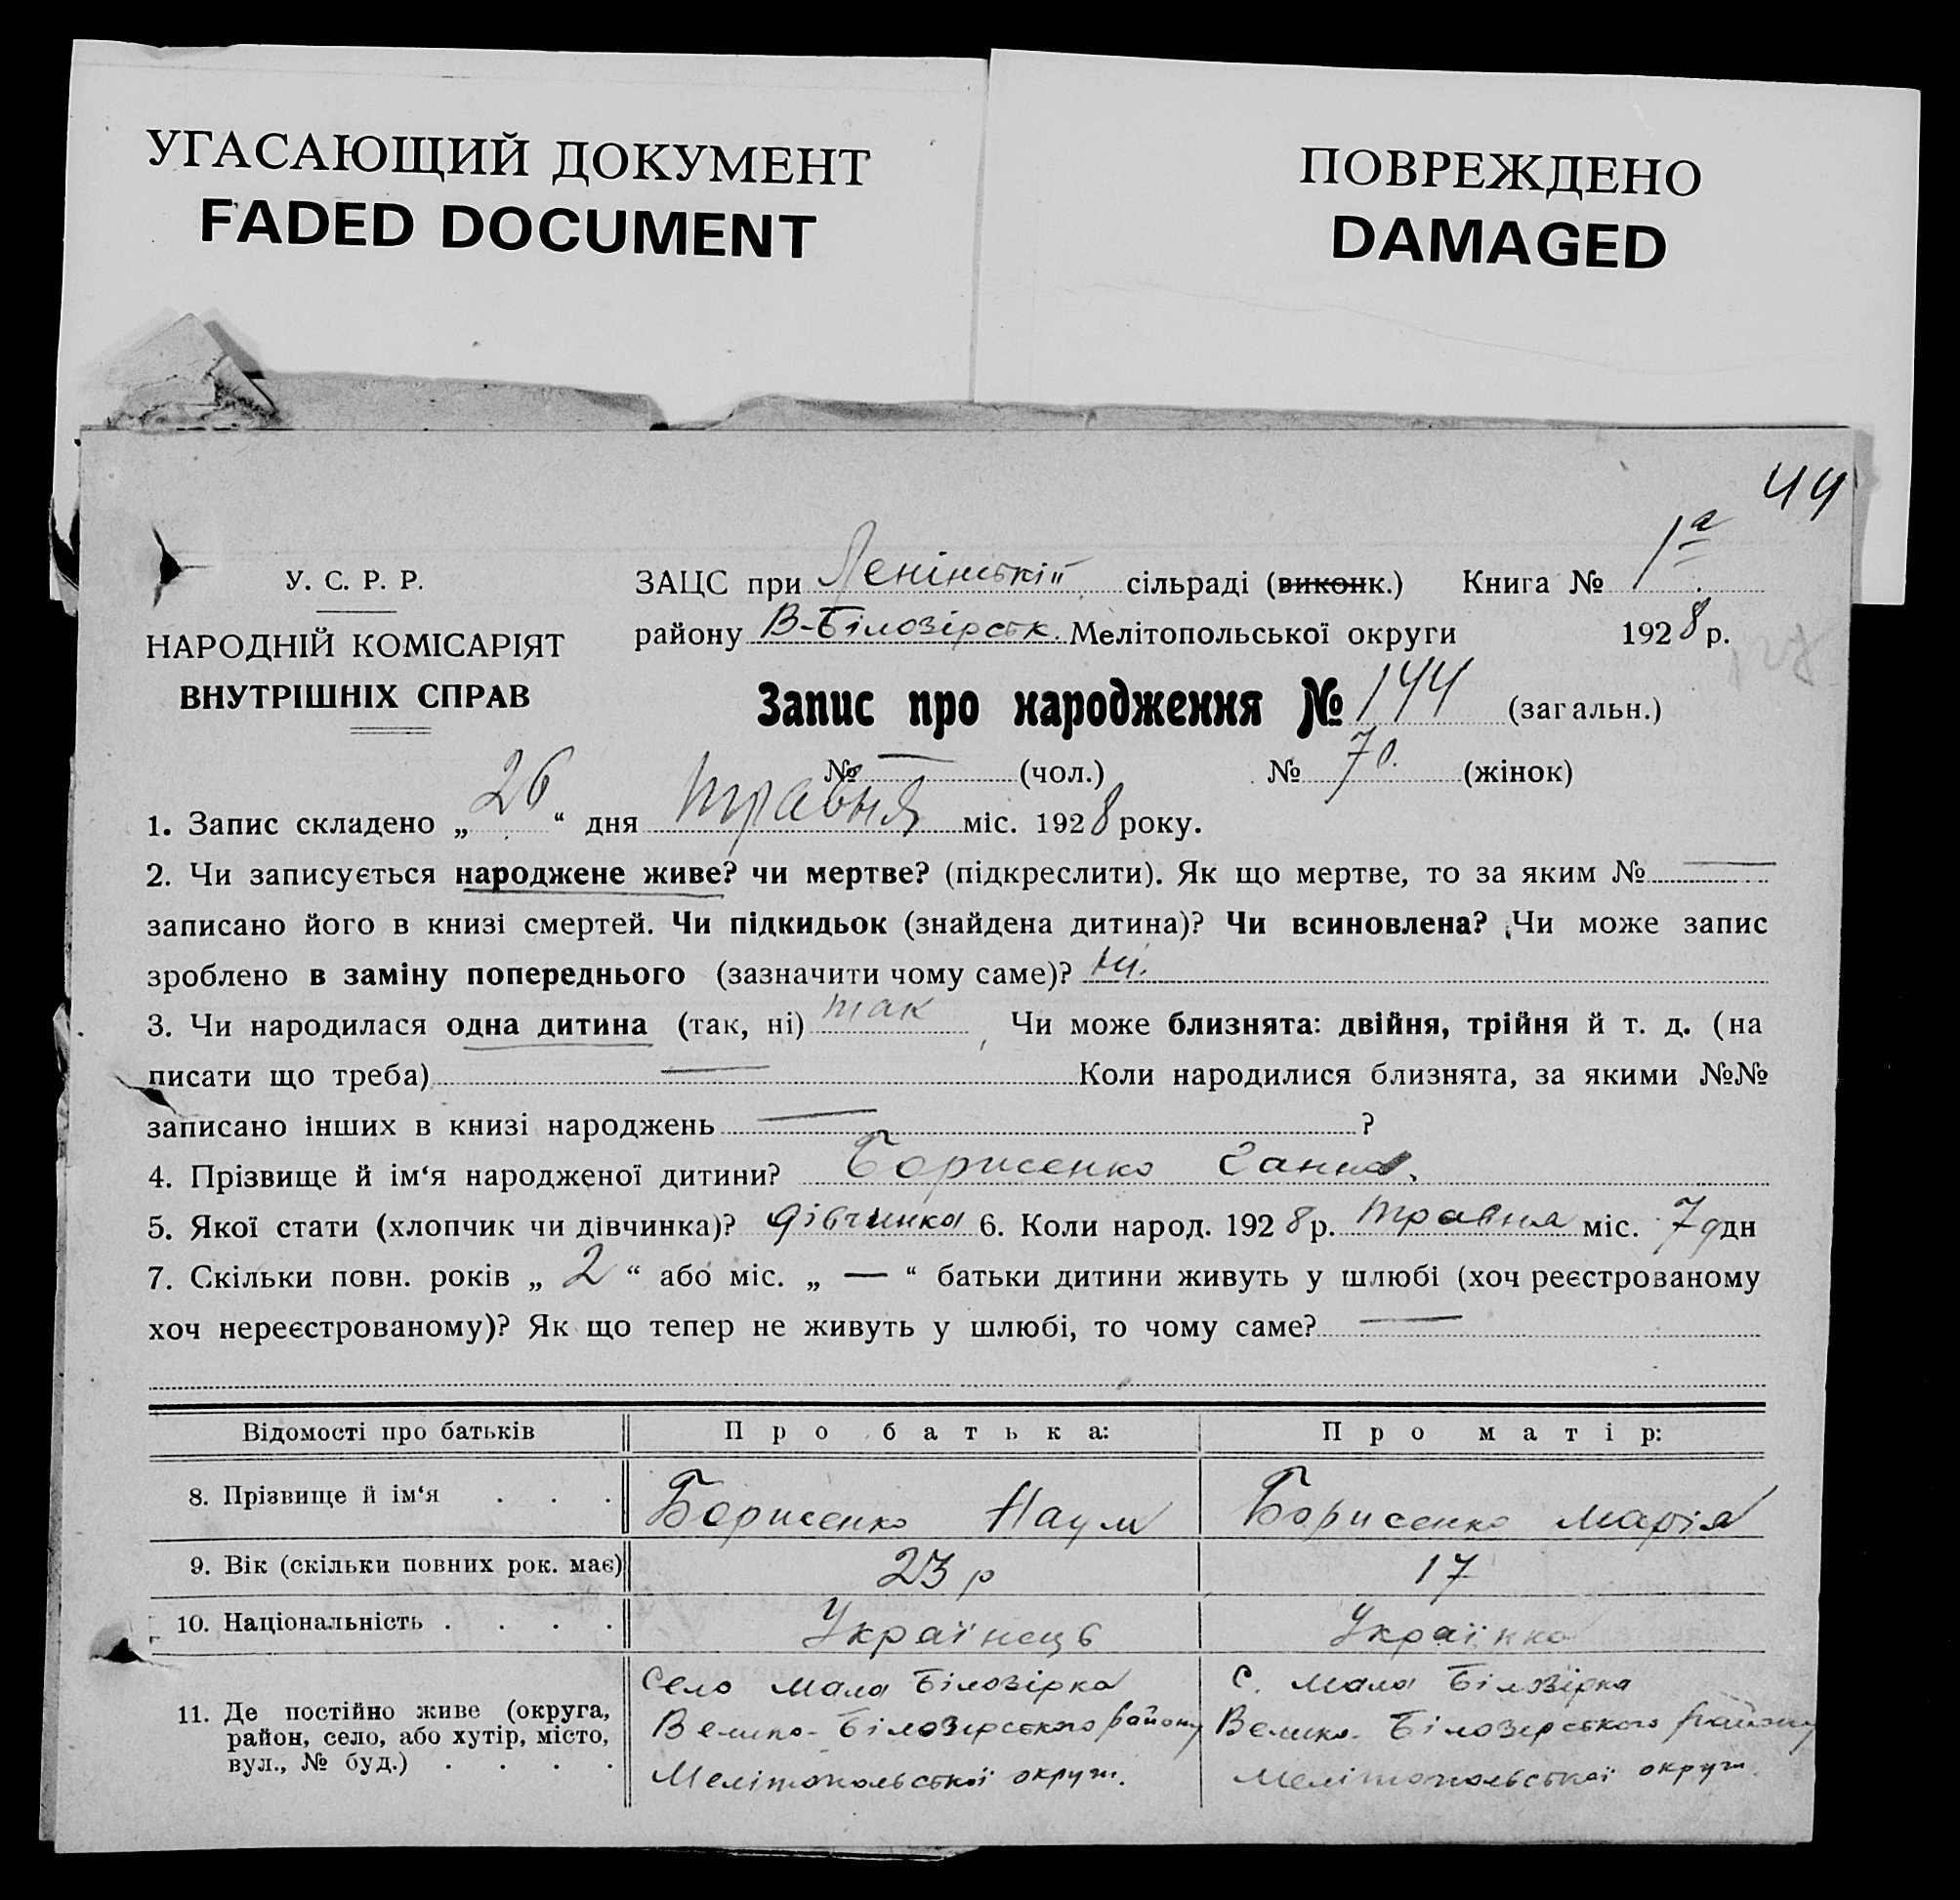 УГАСАЮЩИЙ ДОКУМЕНТ
FADED DOCUMENT
ПОВРЕЖДЕНО
DAMAGED
44
У. С. Р. Р.
НАРОДНІЙ КОМІСАРІЯТ
ВНУТРІШНІХ СПРАВ
ЗАЦС при Ленінській сільраді (виконк.) Книга № 1а
району В-Білозірськ. Мелітопольської округи 1928 р.
Запис про народження № 144 (загальн.)
№ — (чол.) № 70. (жінок)
1. Запис складено „ 26 “ дня травня міс. 1928 року.
2. Чи записується народжене живе? чи мертве? (підкреслити). Як що мертве, то за яким № —
записано його в книзі смертей. Чи підкидьок (знайдена дитина)? Чи всиновлена? Чи може запис
зроблено в заміну попереднього (зазначити чому саме)? ні.
3. Чи народилася одна дитина (так, ні) так Чи може близнята: двійня, трійня й т. д. (на
писати що треба) — Коли народилися близнята, за якими №№
записано інших в книзі народжень — ?
4. Прізвище й ім‘я народженої дитини? Борисенко Ганна.
5. Якої стати (хлопчик чи дівчинка)? дівчинка 6. Коли народ. 1928 р. травня міс. 7 дн
7. Скільки повн. років „ 2 “ або міс. „ — “ батьки дитини живуть у шлюбі (хоч реєстрованому
хоч нереєстрованому)? Як що тепер не живуть у шлюбі, то чому саме? —
Відомості про батьків Про батька: Про матір:
8. Прізвище й ім‘я . . . Борисенко Наум Борисенко Марія
9. Вік (скільки повних рок. має) 23 р 17
10. Національність . . . . Українець Українка
11. Де постійно живе (округа,
район, село, або хутір, місто,
вул., № буд.) . . . .
Село Мала Білозірка
Велико-Білозерського району
Мелітопольської округи.
С. Мала Білозірка
Велико-Білозерського району
Мелітопольської округи.